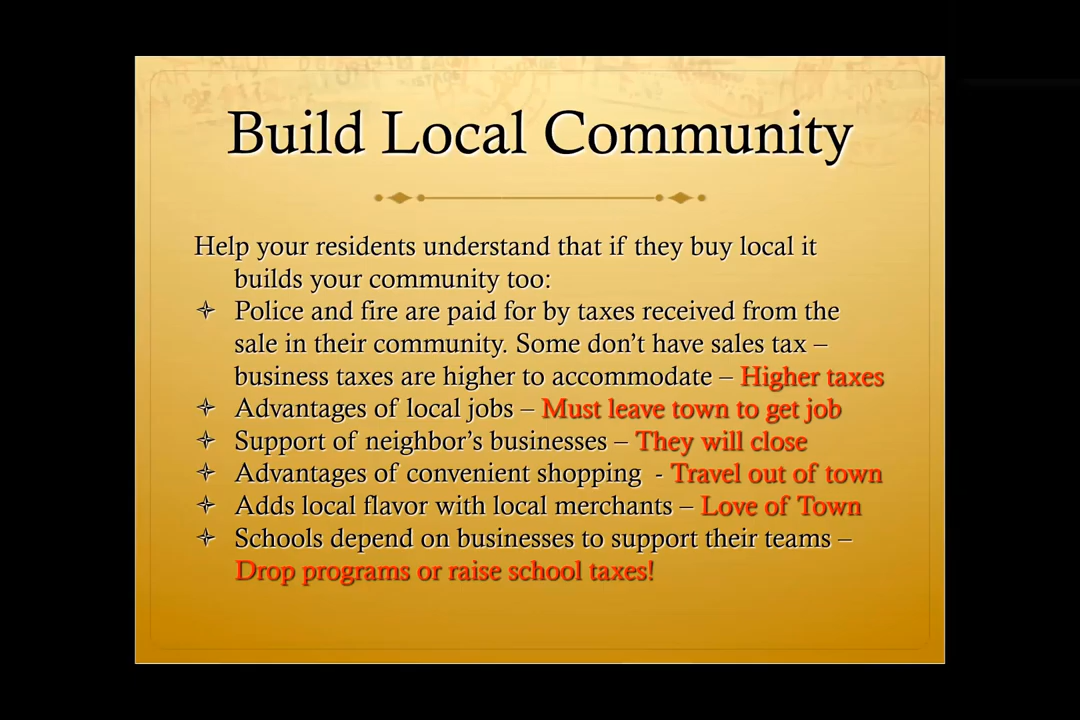 Build Local Community
Help your residents understand that if they buy local it
builds your community too:
Police and fire are paid for by taxes received from the
sale in their community. Some don't have sales tax –
business taxes are higher to accommodate – Higher taxes
Advantages of local jobs – Must leave town to get job
Support of neighbor's businesses – They will close
Advantages of convenient shopping - Travel out of town
Adds local flavor with local merchants – Love of Town
Schools depend on businesses to support their teams –
Drop programs or raise school taxes!